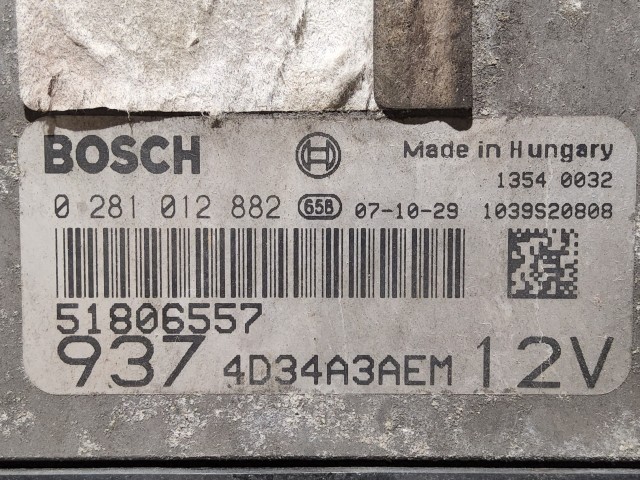 BOSCH Made in Hungary
1354 0032
0 281 012 882 658 07-10-29 1039S20808
51806557
937 4D34A3AEM 12V